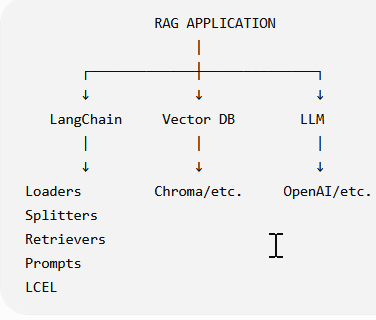 RAG APPLICATION
LangChain Vector DB LLM
Loaders Chroma/etc. OpenAI/etc.
Splitters
Retrievers
Prompts
LCEL